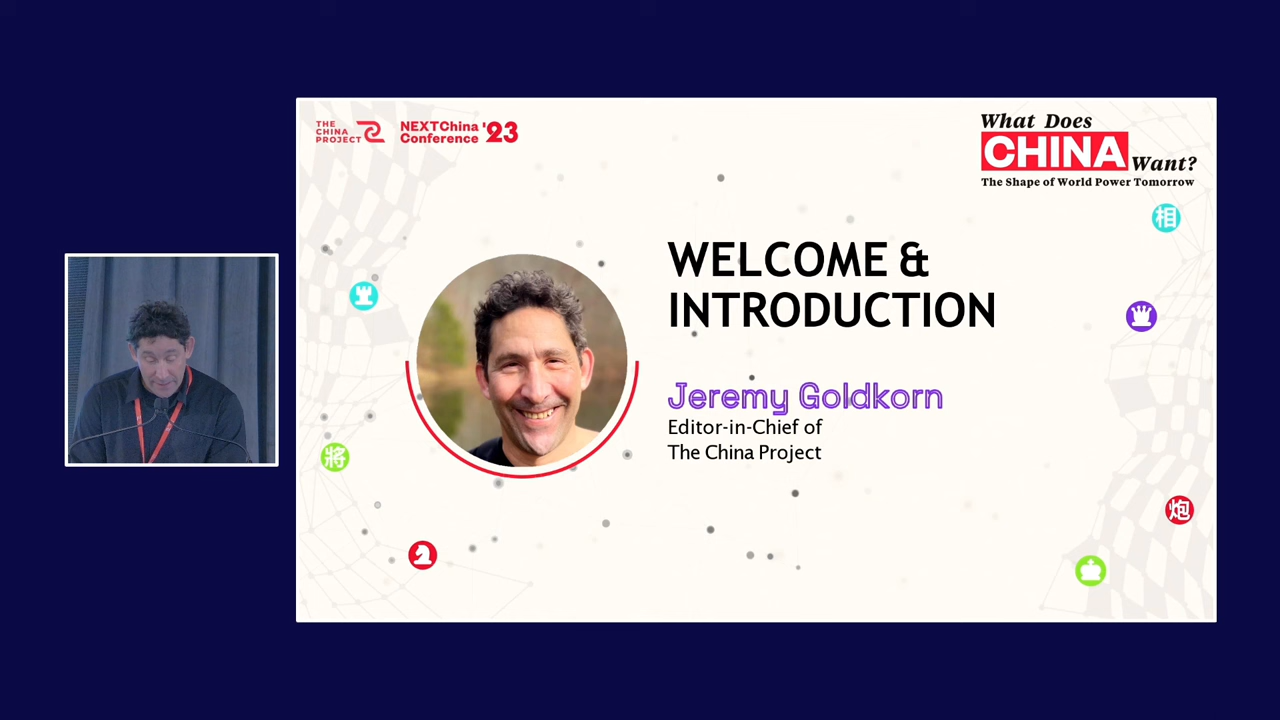 THE
CHINA
PROJECT
NEXTChina '23
Conference
What Does
CHINA Want?
The Shape of World Power Tomorrow
相
WELCOME &
INTRODUCTION
Jeremy Goldkorn
Editor-in-Chief of
The China Project
將
炮